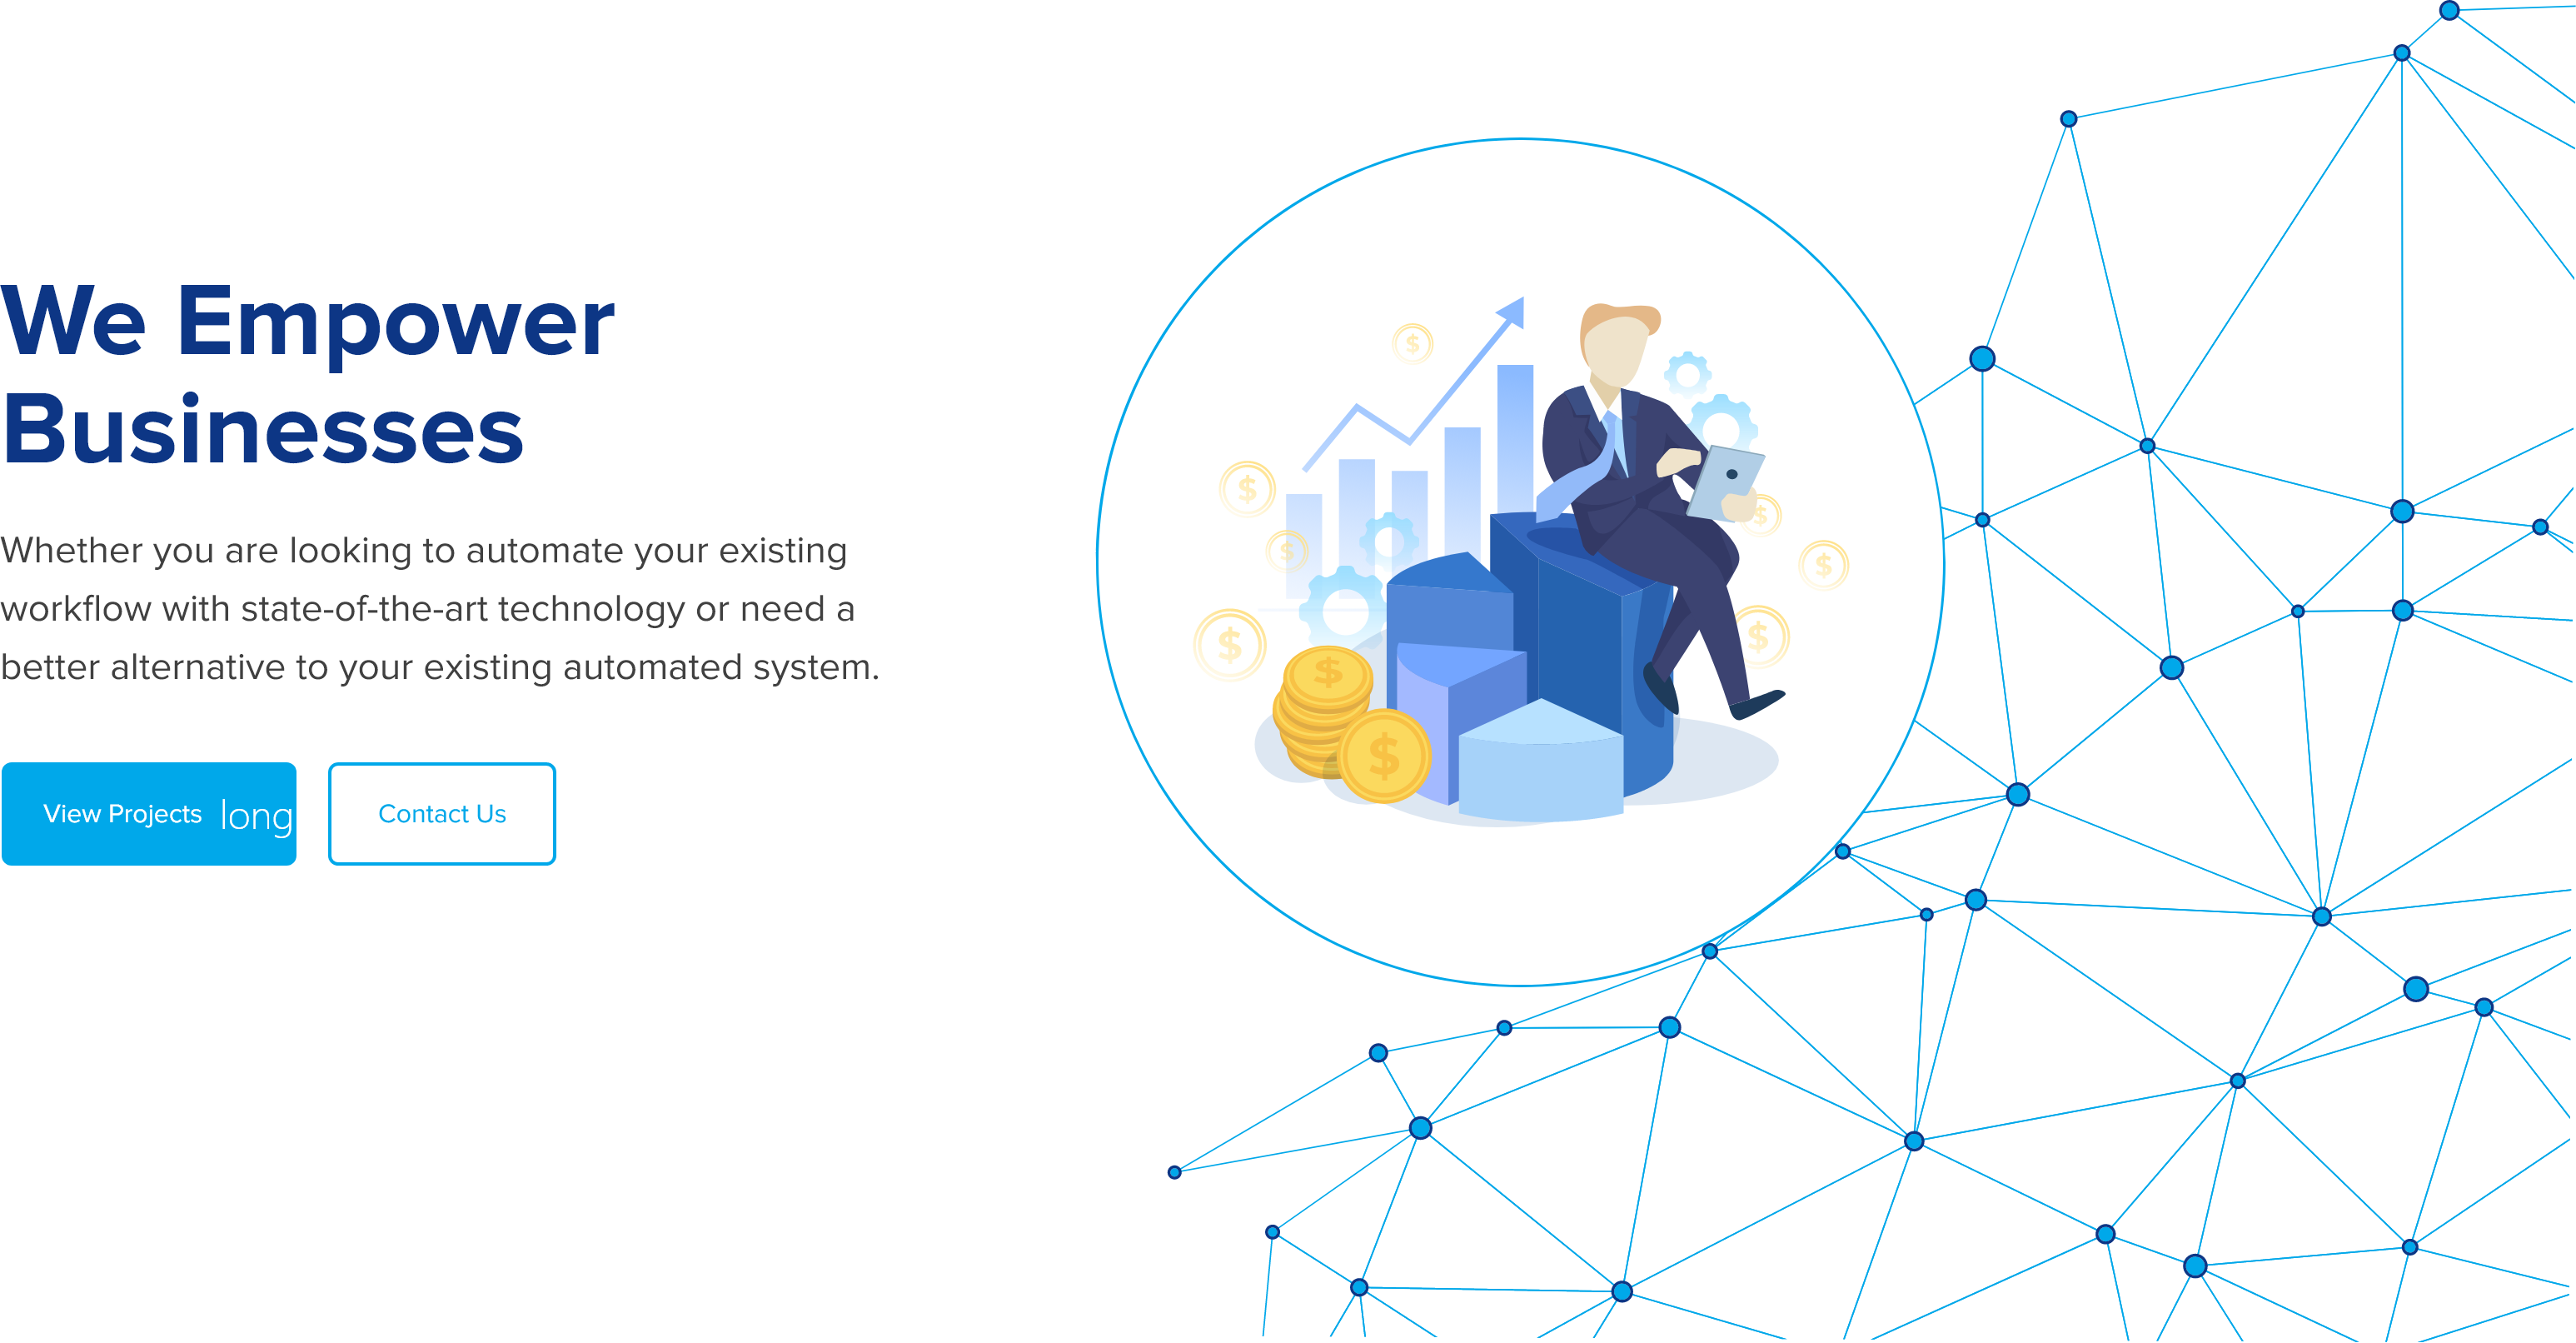 We Empower
Businesses
Whether you are looking to automate your existing
workflow with state-of-the-art technology or need a
better alternative to your existing automated system.
View Projects long
Contact Us
$
$
$
$
$
$
$
$
$